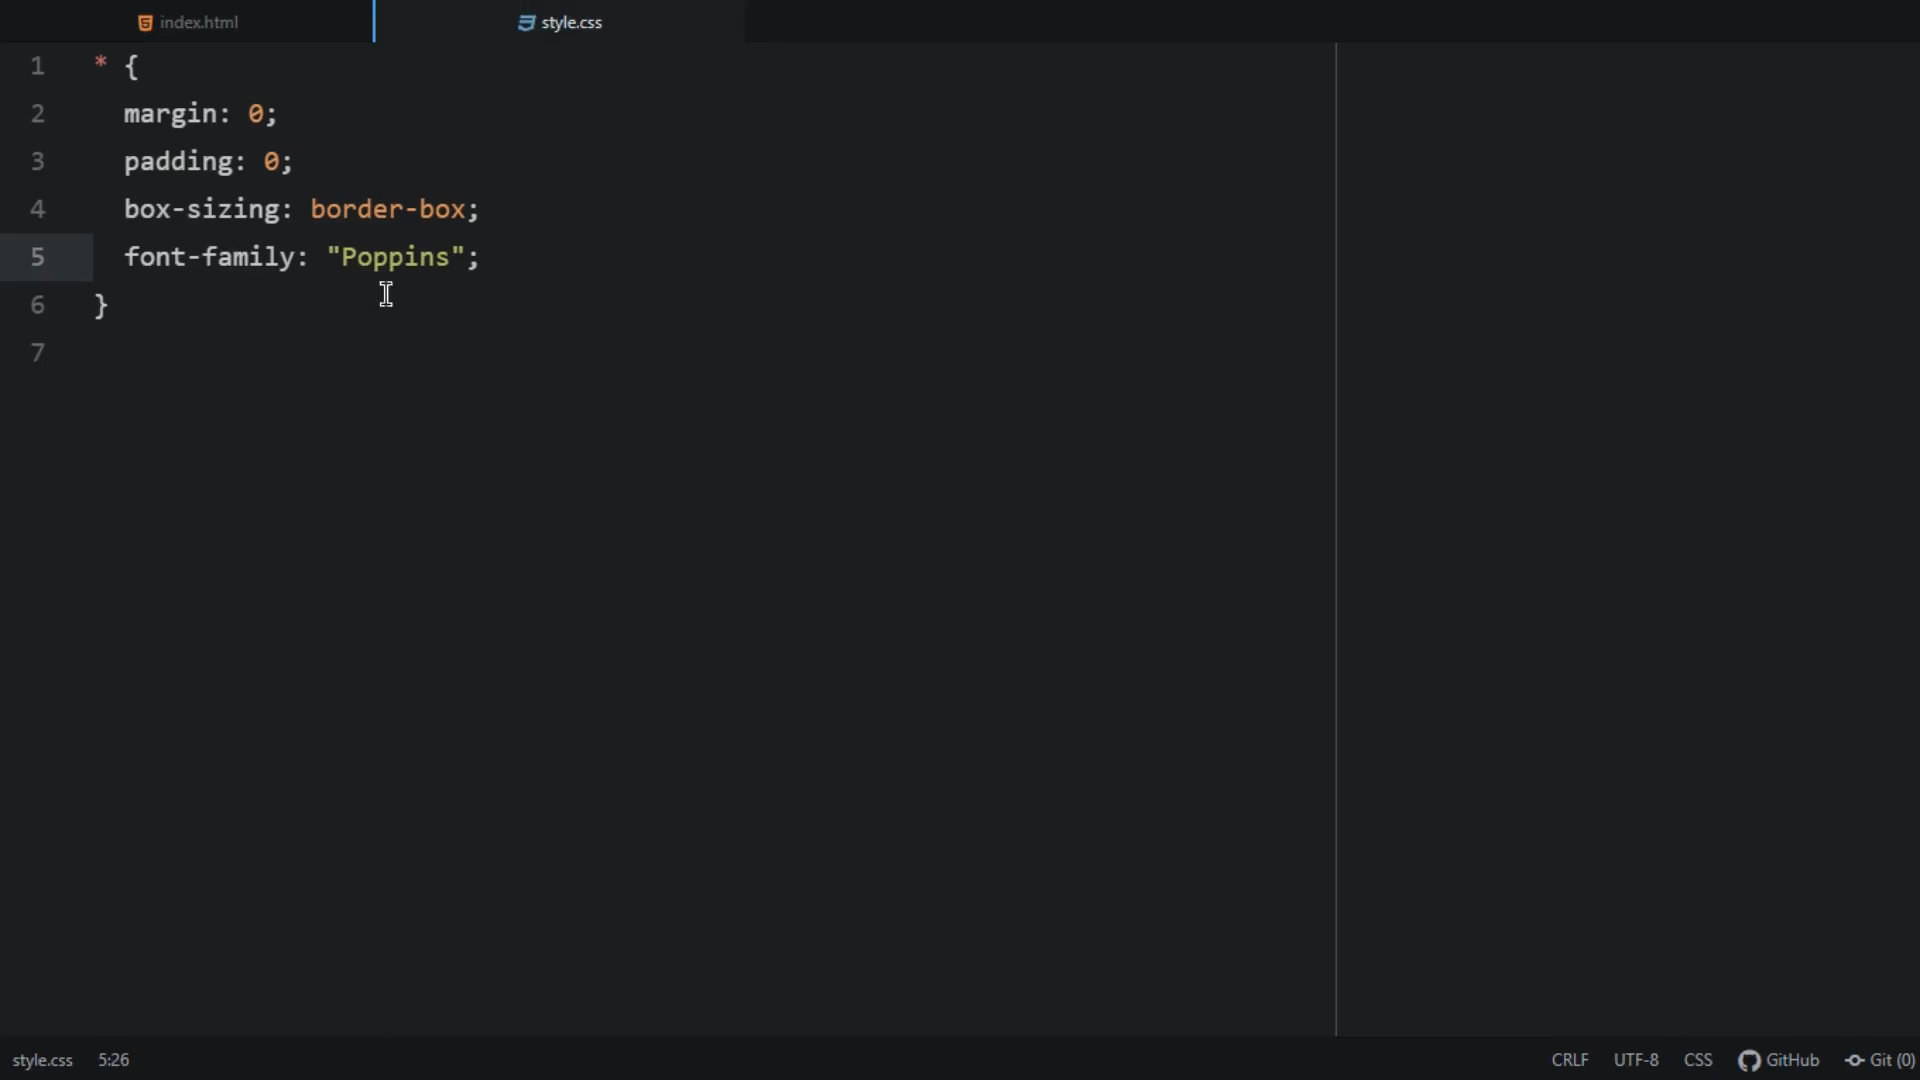 index.html
style.css
1 * {
2 margin: 0;
3 padding: 0;
4 box-sizing: border-box;
5 font-family: "Poppins";
6 }
7
style.css 5:26 CRLF UTF-8 CSS GitHub Git (0)